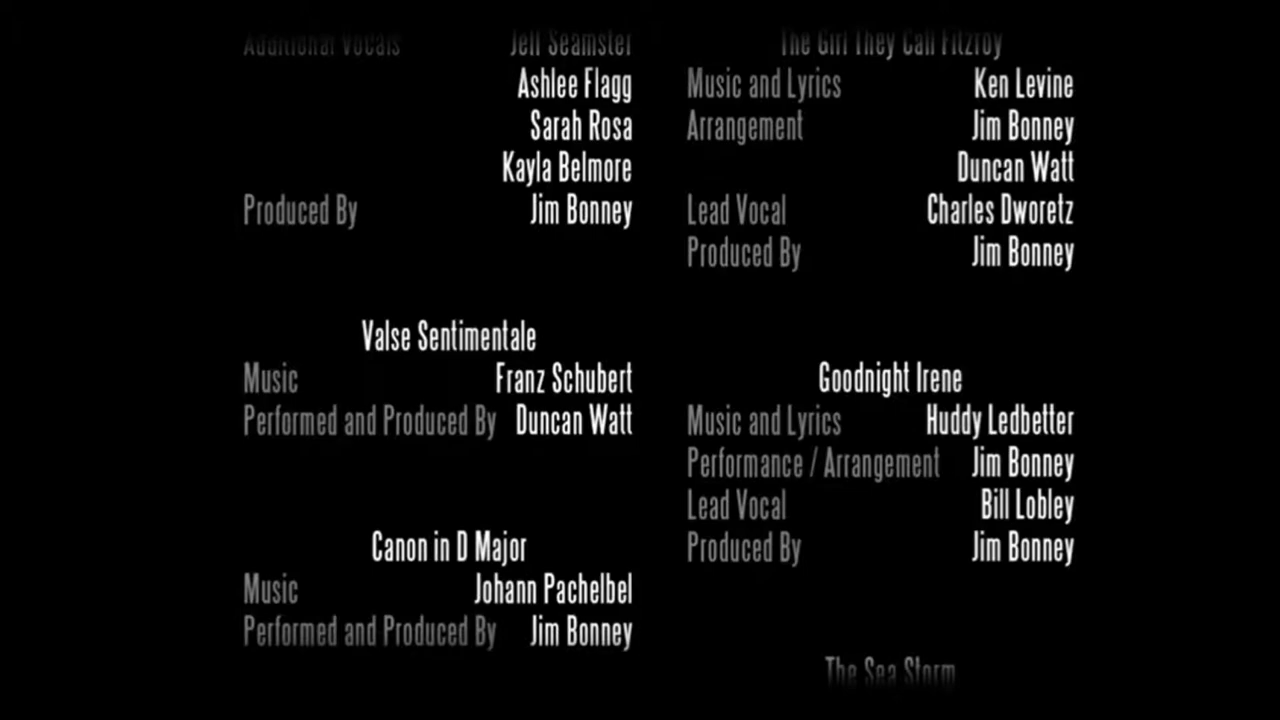 Additional Vocals Jeff Seamster
Ashlee Flagg
Sarah Rosa
Kayla Belmore
Produced By Jim Bonney
Valse Sentimentale
Music Franz Schubert
Performed and Produced By Duncan Watt
Canon in D Major
Music Johann Pachelbel
Performed and Produced By Jim Bonney
The Girl They Call Fitzroy
Music and Lyrics Ken Levine
Arrangement Jim Bonney
Duncan Watt
Lead Vocal Charles Dworetz
Produced By Jim Bonney
Goodnight Irene
Music and Lyrics Huddy Ledbetter
Performance / Arrangement Jim Bonney
Lead Vocal Bill Lobley
Produced By Jim Bonney
The Sea Storm